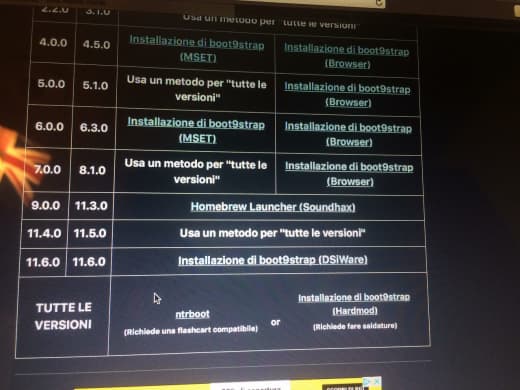 2.2.0 3.1.0 Usa un metodo per "tutte le versioni"
4.0.0 4.5.0 Installazione di boot9strap Installazione di boot9strap
(MSET) (Browser)
5.0.0 5.1.0 Usa un metodo per "tutte le Installazione di boot9strap
versioni" (Browser)
6.0.0 6.3.0 Installazione di boot9strap Installazione di boot9strap
(MSET) (Browser)
7.0.0 8.1.0 Usa un metodo per "tutte le Installazione di boot9strap
versioni" (Browser)
9.0.0 11.3.0 Homebrew Launcher (Soundhax)
11.4.0 11.5.0 Usa un metodo per "tutte le versioni"
11.6.0 11.6.0 Installazione di boot9strap (DSiWare)
TUTTE LE
VERSIONI
ntrboot
(Richiede una flashcart compatibile)
or
Installazione di boot9strap
(Hardmod)
(Richiede fare saldature)